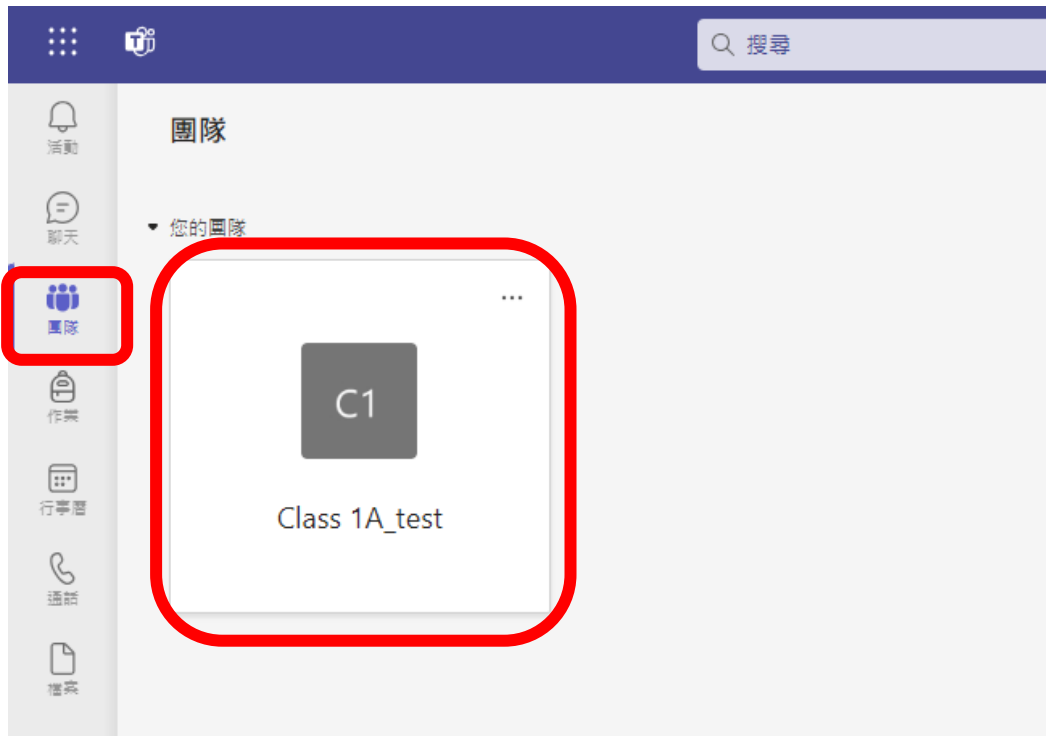 搜尋
活動
團隊
聊天
您的團隊
團隊
...
C1
作業
Class 1A_test
行事曆
通話
檔案